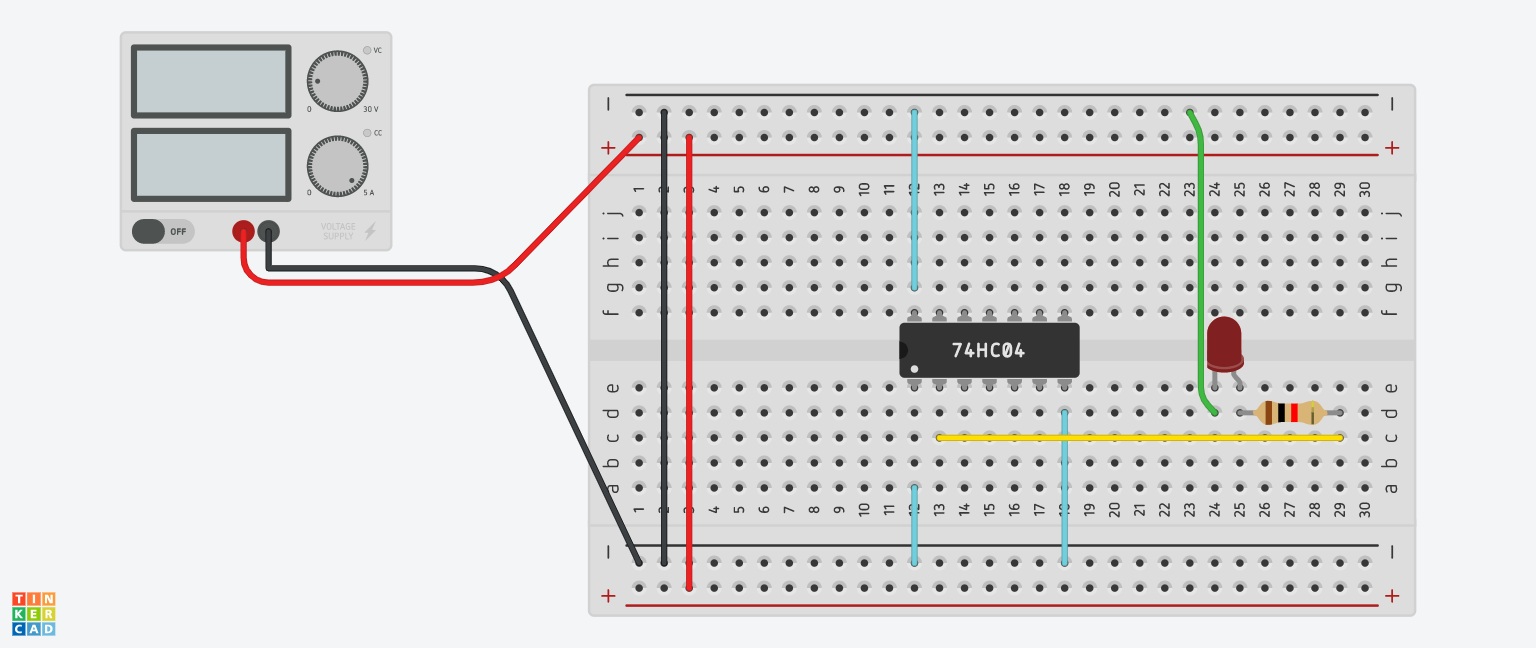 VC
0 30 V
CC
0 5 A
OFF
VOLTAGE
SUPPLY
− −
+ +
1 2 3 4 5 6 7 8 9 10 11 12 13 14 15 16 17 18 19 20 21 22 23 24 25 26 27 28 29 30
j j
i i
h h
g g
f f
74HC04
e e
d d
c c
b b
a a
1 2 3 4 5 6 7 8 9 10 11 12 13 14 15 16 17 18 19 20 21 22 23 24 25 26 27 28 29 30
− −
+ +
TIN
KER
CAD